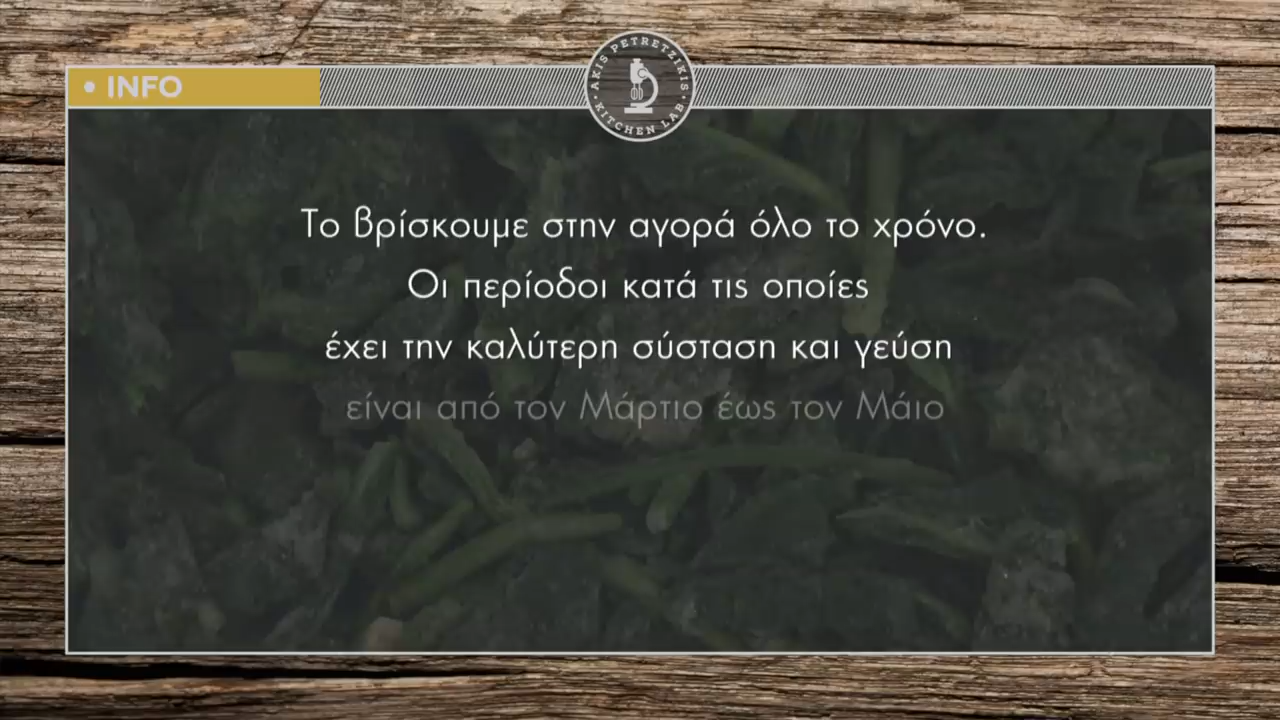 • INFO
AKIS PETRETZIKIS
KITCHEN LAB
Το βρίσκουμε στην αγορά όλο το χρόνο.
Οι περίοδοι κατά τις οποίες
έχει την καλύτερη σύσταση και γεύση
είναι από τον Μάρτιο έως τον Μάιο